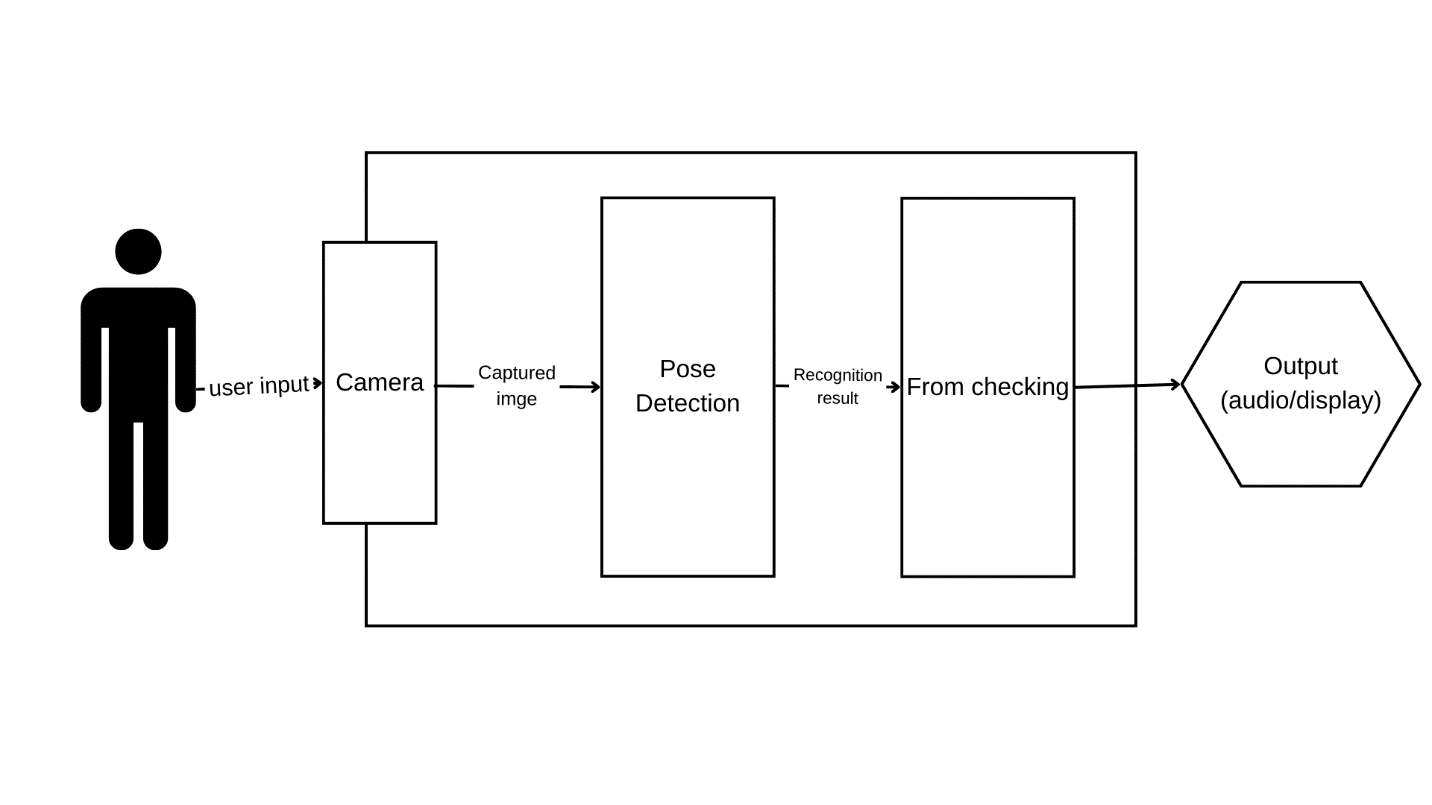 user input
Camera
Captured
imge
Pose
Detection
Recognition
result
From checking
Output
(audio/display)